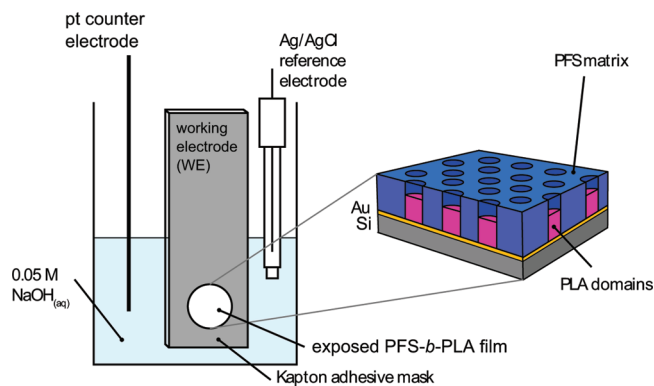 pt counter
electrode
Ag/AgCl
reference
electrode
PFS matrix
working
electrode
(WE)
Au
Si
0.05 M
NaOH(aq)
PLA domains
exposed PFS-b-PLA film
Kapton adhesive mask